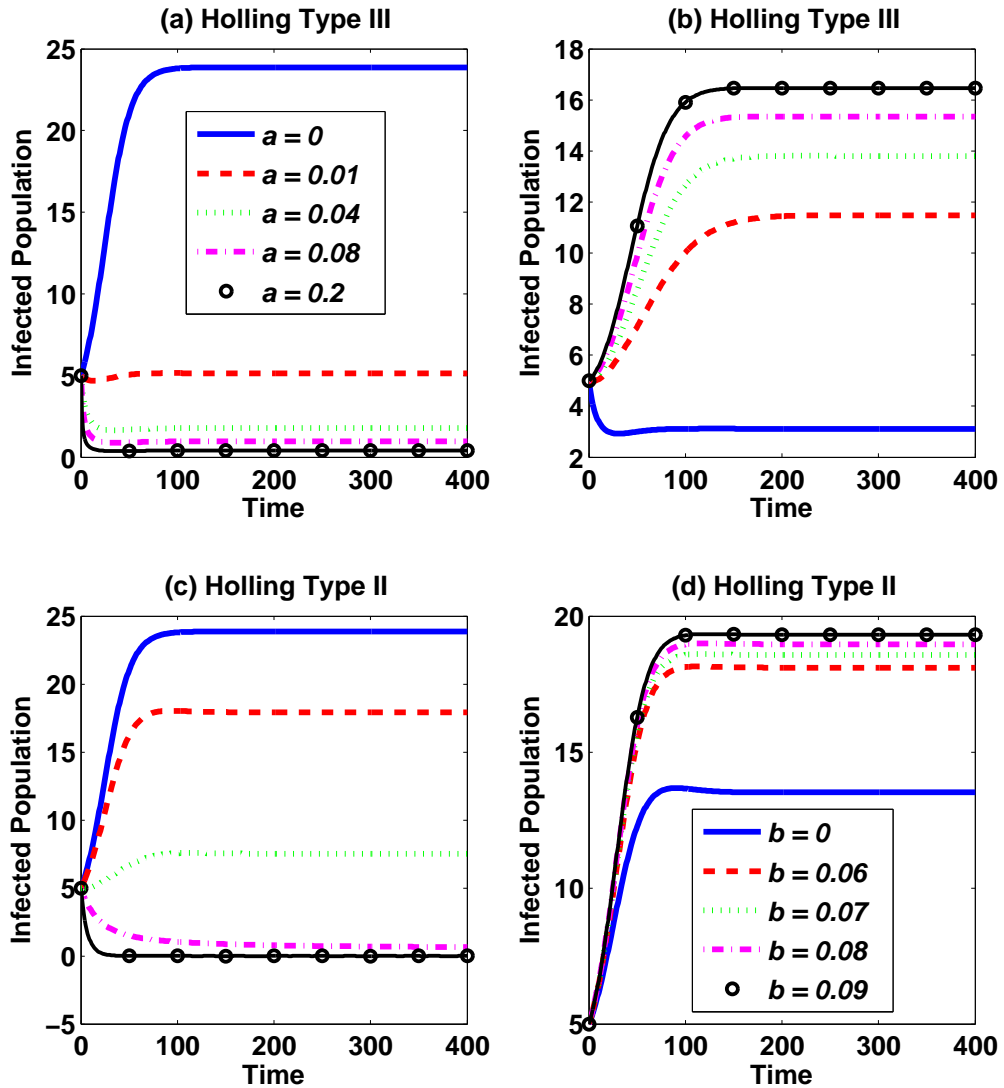 (a) Holling Type III
25
20
15
10
5
0
Infected Population
a = 0
a = 0.01
a = 0.04
a = 0.08
a = 0.2
0 100 200 300 400
Time
(b) Holling Type III
18
16
14
12
10
8
6
4
2
Infected Population
0 100 200 300 400
Time
(c) Holling Type II
25
20
15
10
5
0
−5
Infected Population
0 100 200 300 400
Time
(d) Holling Type II
20
15
10
5
Infected Population
b = 0
b = 0.06
b = 0.07
b = 0.08
b = 0.09
0 100 200 300 400
Time